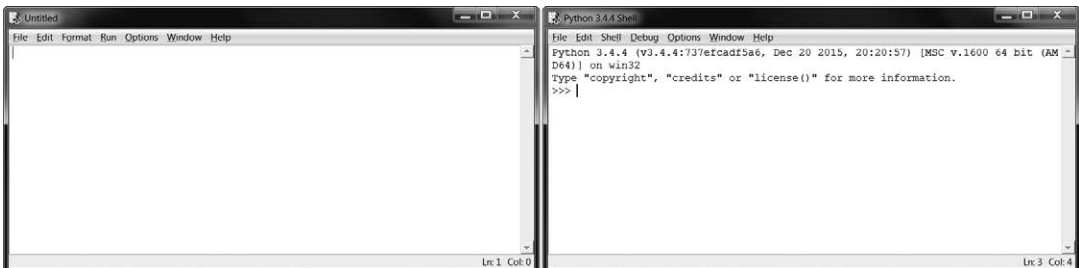 Untitled
File Edit Format Run Options Window Help
Ln: 1 Col: 0
Python 3.4.4 Shell
File Edit Shell Debug Options Window Help
Python 3.4.4 (v3.4.4:737efcadf5a6, Dec 20 2015, 20:20:57) [MSC v.1600 64 bit (AM
D64)] on win32
Type "copyright", "credits" or "license()" for more information.
>>>
Ln: 3 Col: 4